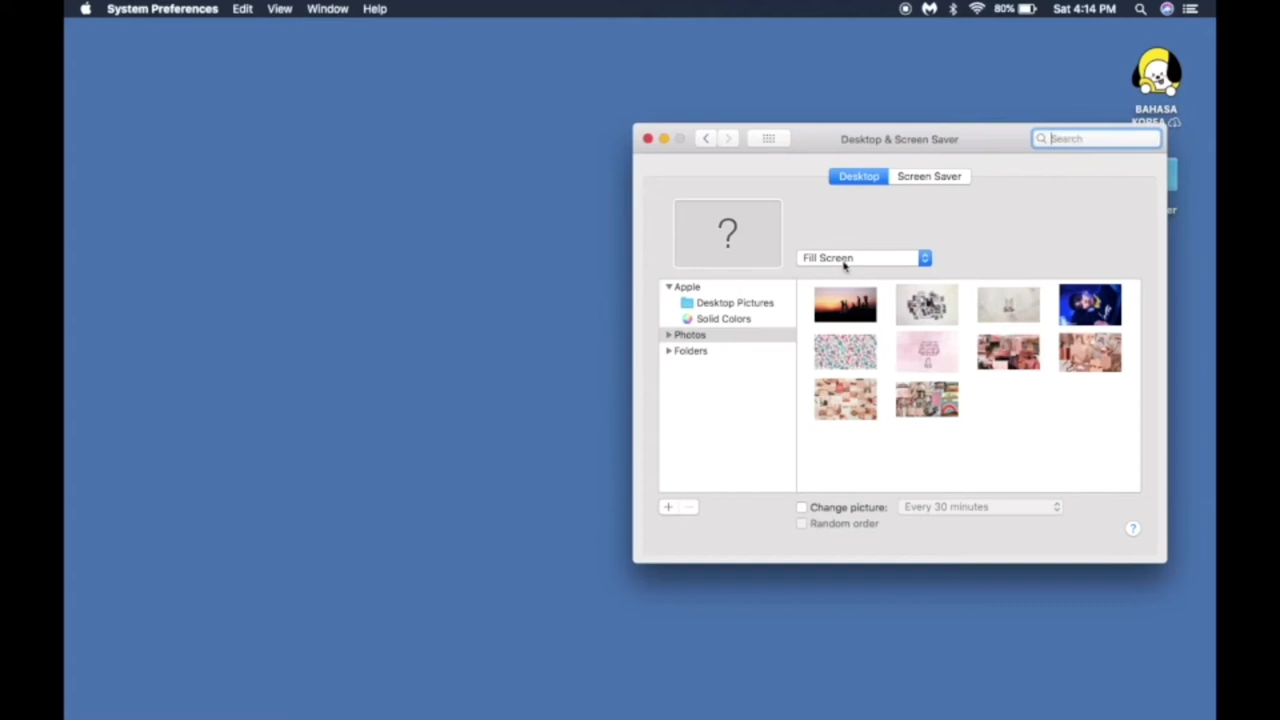 System Preferences Edit View Window Help 80% Sat 4:14 PM
BAHASA
KOREA
Desktop & Screen Saver Search
Desktop Screen Saver
?
Fill Screen
Apple
Desktop Pictures
Solid Colors
Photos
Folders
+ −
Change picture: Every 30 minutes
Random order
?